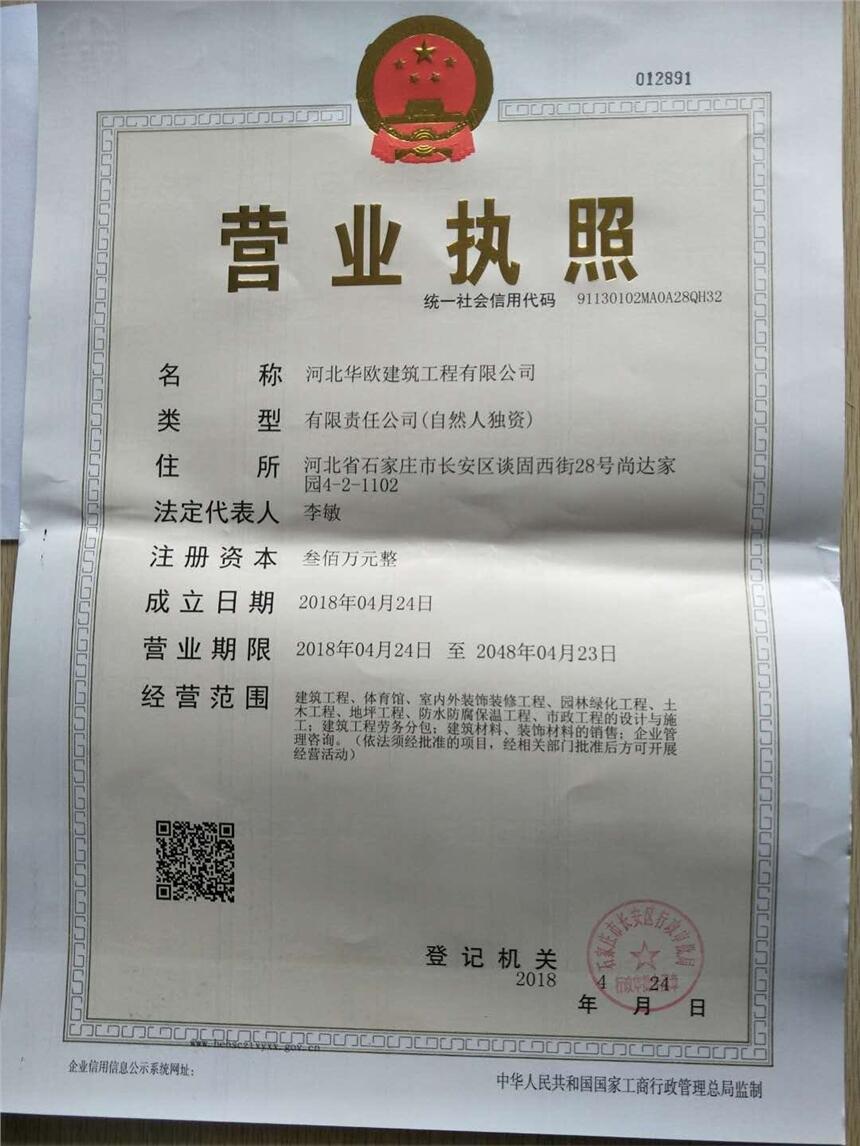 012891
营业执照
统一社会信用代码 91130102MA0A28QH32
名称 河北华欧建筑工程有限公司
类型 有限责任公司(自然人独资)
住所 河北省石家庄市长安区谈固西街28号尚达家
园4-2-1102
法定代表人 李敏
注册资本 叁佰万元整
成立日期 2018年04月24日
营业期限 2018年04月24日 至 2048年04月23日
经营范围 建筑工程、体育馆、室内外装饰装修工程、园林绿化工程、土
木工程、地坪工程、防水防腐保温工程、市政工程的设计与施
工；建筑工程劳务分包；建筑材料、装饰材料的销售；企业管
理咨询。（依法须经批准的项目，经相关部门批准后方可开展
经营活动）
石家庄市长安区行政审批局
登记机关
2018 4 24
年 月 日
企业信用信息公示系统网址：
中华人民共和国国家工商行政管理总局监制